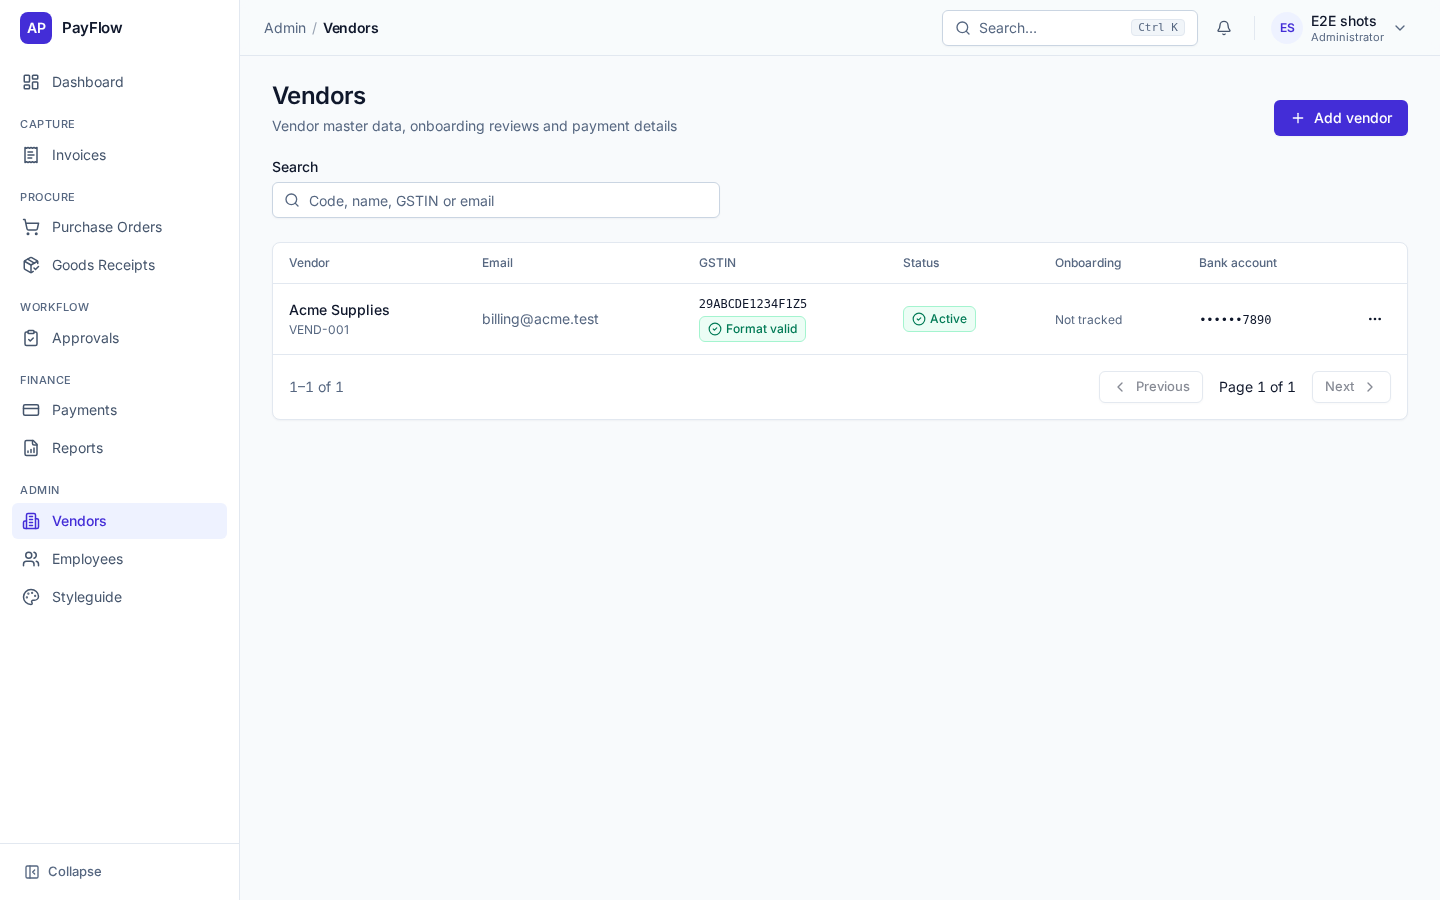 AP PayFlow
Dashboard
CAPTURE
Invoices
PROCURE
Purchase Orders
Goods Receipts
WORKFLOW
Approvals
FINANCE
Payments
Reports
ADMIN
Vendors
Employees
Styleguide
Collapse
Admin / Vendors
Search... Ctrl K
ES E2E shots
Administrator
Vendors
Vendor master data, onboarding reviews and payment details
Add vendor
Search
Code, name, GSTIN or email
Vendor Email GSTIN Status Onboarding Bank account
Acme Supplies
VEND-001
billing@acme.test
29ABCDE1234F1Z5
Format valid
Active
Not tracked
••••••7890
1–1 of 1
Previous Page 1 of 1 Next